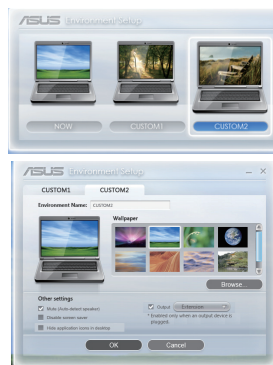 ASUS Environment Setup
NOW
CUSTOM1
CUSTOM2
ASUS Environment Setup
CUSTOM1
CUSTOM2
Environment Name: CUSTOM2
Wallpaper
Browse...
Other settings
Mute (Auto detect speaker)
Disable screen saver
Hide application icons in desktop
Output Extension
* Enabled only when an output device is
plugged.
OK
Cancel